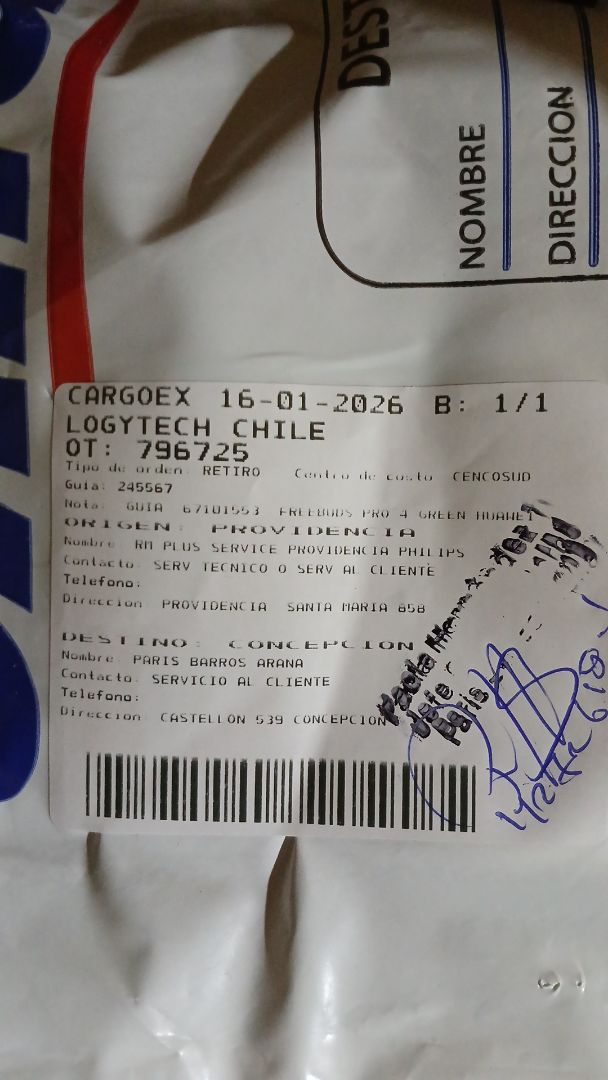 DEST
NOMBRE
DIRECCION
CARGOEX 16-01-2026 B: 1/1
LOGYTECH CHILE
OT: 796725
Tipo de orden: RETIRO Centro de costo CENCOSUD
Guia: 245567
Nota: GUIA 67101553 FREEBUDS PRO 4 GREEN HUAWEI
ORIGEN: PROVIDENCIA
Nombre RM PLUS SERVICE PROVIDENCIA PHILIPS
Contacto: SERV TECNICO O SERV AL CLIENTE
Telefono:
Direccion PROVIDENCIA SANTA MARIA 858
DESTINO: CONCEPCION
Nombre PARIS BARROS ARANA
Contacto: SERVICIO AL CLIENTE
Telefono:
Direccion CASTELLON 539 CONCEPCION
Paola
Paris